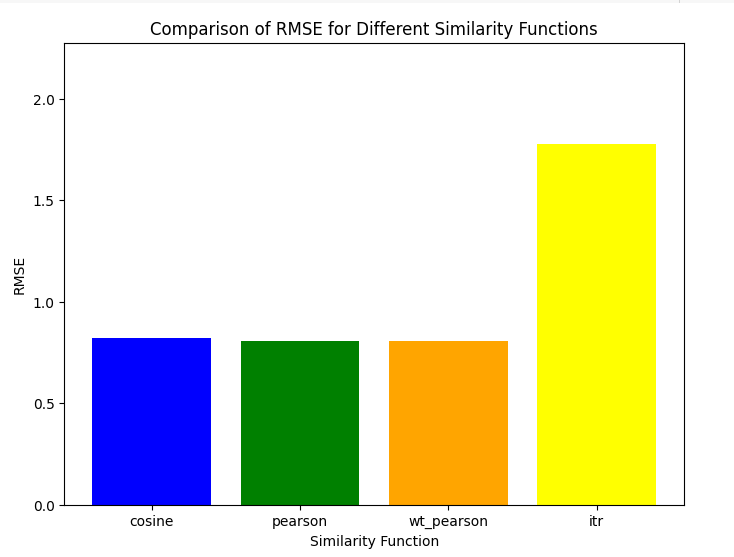 Comparison of RMSE for Different Similarity Functions
2.0
1.5
1.0
0.5
0.0
RMSE
cosine pearson wt_pearson itr
Similarity Function